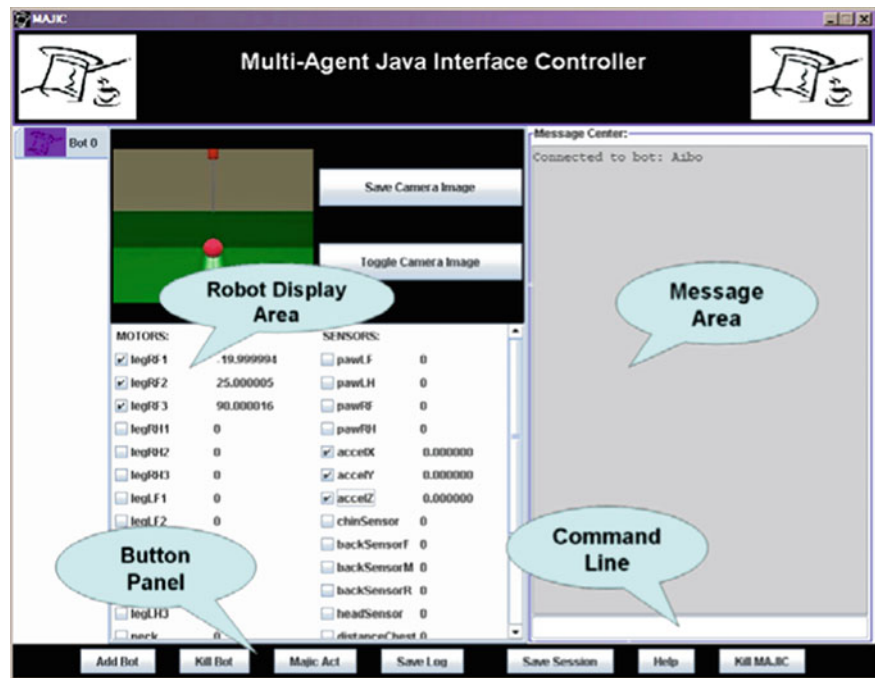 MAJIC
Multi-Agent Java Interface Controller
Bot 0
Save Camera Image
Toggle Camera Image
Robot Display
Area
MOTORS:
legRF1 -19.999994
legRF2 25.000005
legRF3 90.000016
legRH1 0
legRH2 0
legRH3 0
legLF1 0
legLF2 0
legLH3
neck 0
SENSORS:
pawLF 0
pawLH 0
pawRF 0
pawRH 0
accelX 0.000000
accelY 0.000000
accelZ 0.000000
chinSensor 0
backSensorF 0
backSensorM 0
backSensorR 0
headSensor 0
distanceChest 0
Message Center:
Connected to bot: Aibo
Message
Area
Command
Line
Button
Panel
Add Bot
Kill Bot
Majic Act
Save Log
Save Session
Help
Kill MAJIC